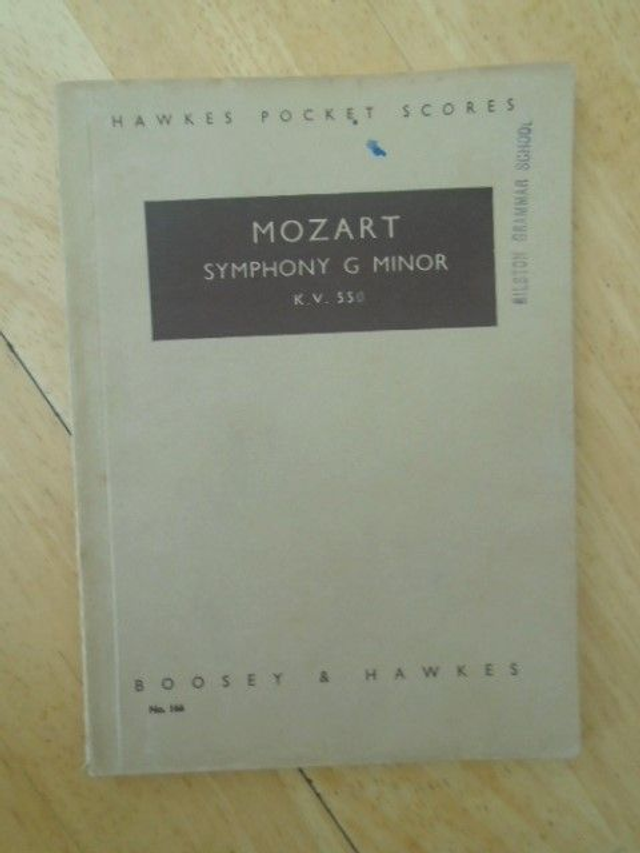 HAWKES POCKET SCORES
MOZART
SYMPHONY G MINOR
K.V. 550
BILSTON GRAMMAR SCHOOL
BOOSEY & HAWKES
No. 166